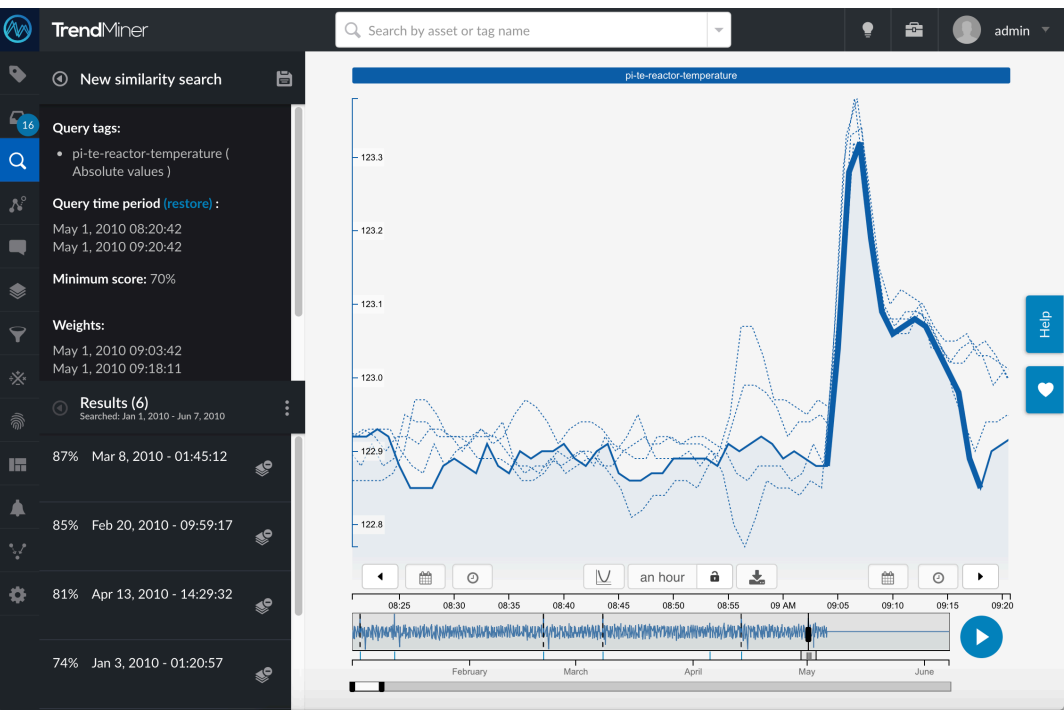 TrendMiner
Search by asset or tag name
admin
New similarity search
16
Query tags:
pi-te-reactor-temperature (
Absolute values )
Query time period (restore) :
May 1, 2010 08:20:42
May 1, 2010 09:20:42
Minimum score: 70%
Weights:
May 1, 2010 09:03:42
May 1, 2010 09:18:11
Results (6)
Searched: Jan 1, 2010 - Jun 7, 2010
87% Mar 8, 2010 - 01:45:12
85% Feb 20, 2010 - 09:59:17
81% Apr 13, 2010 - 14:29:32
74% Jan 3, 2010 - 01:20:57
pi-te-reactor-temperature
123.3
123.2
123.1
123.0
122.9
122.8
an hour
08:25 08:30 08:35 08:40 08:45 08:50 08:55 09 AM 09:05 09:10 09:15 09:20
February March April May June
Help